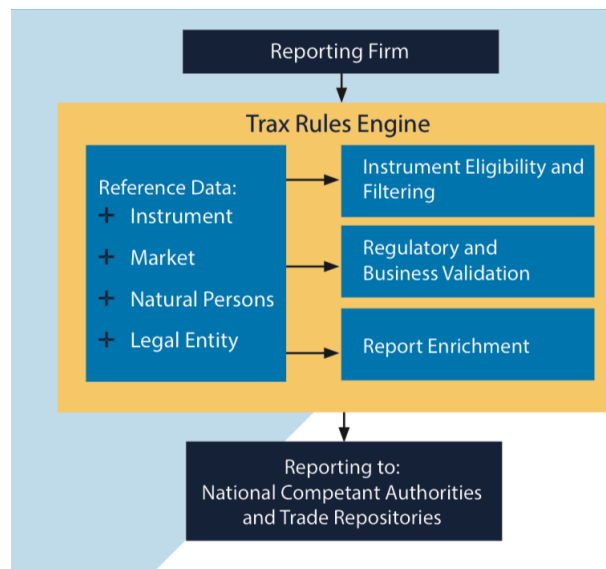 Reporting Firm
Trax Rules Engine
Reference Data:
+ Instrument
+ Market
+ Natural Persons
+ Legal Entity
Instrument Eligibility and
Filtering
Regulatory and
Business Validation
Report Enrichment
Reporting to:
National Competant Authorities
and Trade Repositories